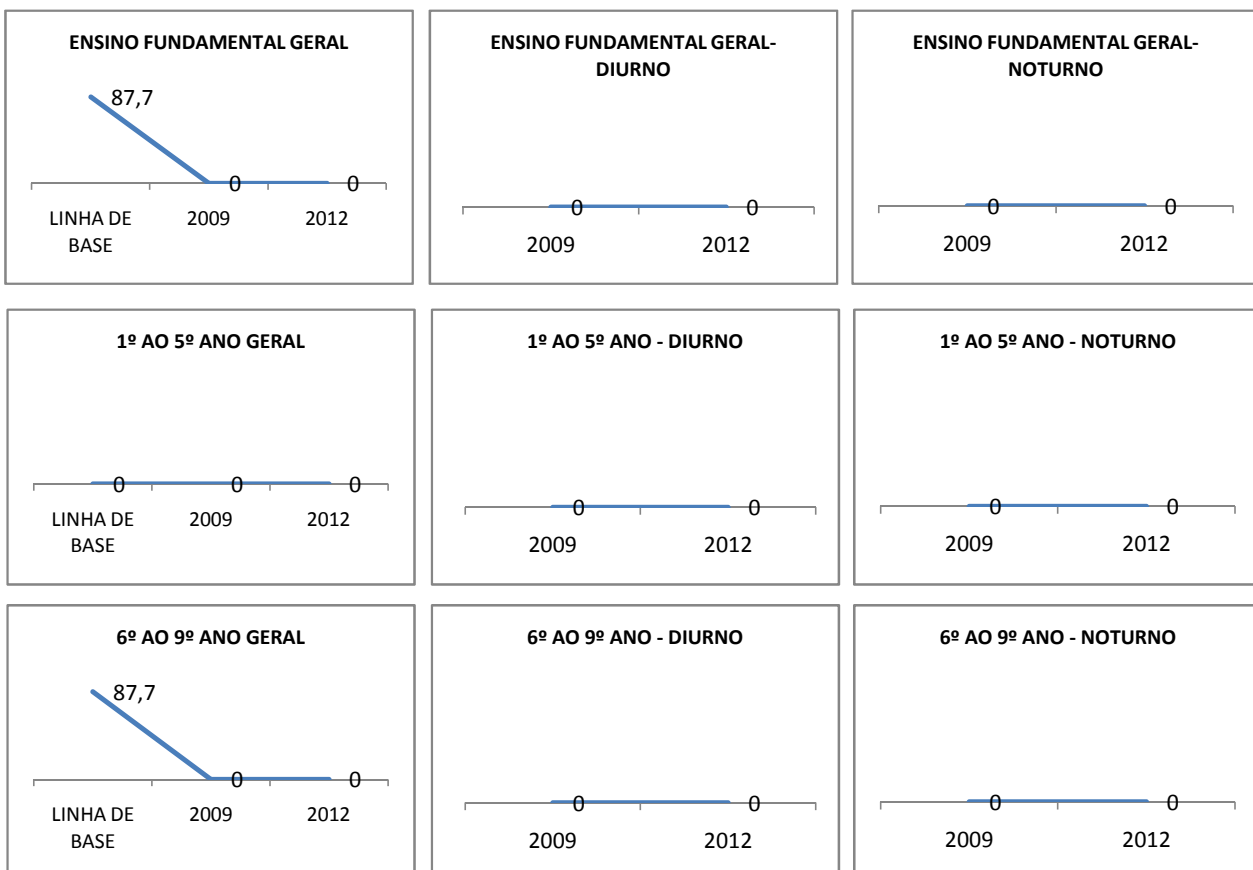 ENSINO FUNDAMENTAL GERAL
87,7
0
0
LINHA DE
BASE
2009
2012
ENSINO FUNDAMENTAL GERAL-
DIURNO
0
0
2009
2012
ENSINO FUNDAMENTAL GERAL-
NOTURNO
0
0
2009
2012
1º AO 5º ANO GERAL
0
0
0
LINHA DE
BASE
2009
2012
1º AO 5º ANO - DIURNO
0
0
2009
2012
1º AO 5º ANO - NOTURNO
0
0
2009
2012
6º AO 9º ANO GERAL
87,7
0
0
LINHA DE
BASE
2009
2012
6º AO 9º ANO - DIURNO
0
0
2009
2012
6º AO 9º ANO - NOTURNO
0
0
2009
2012